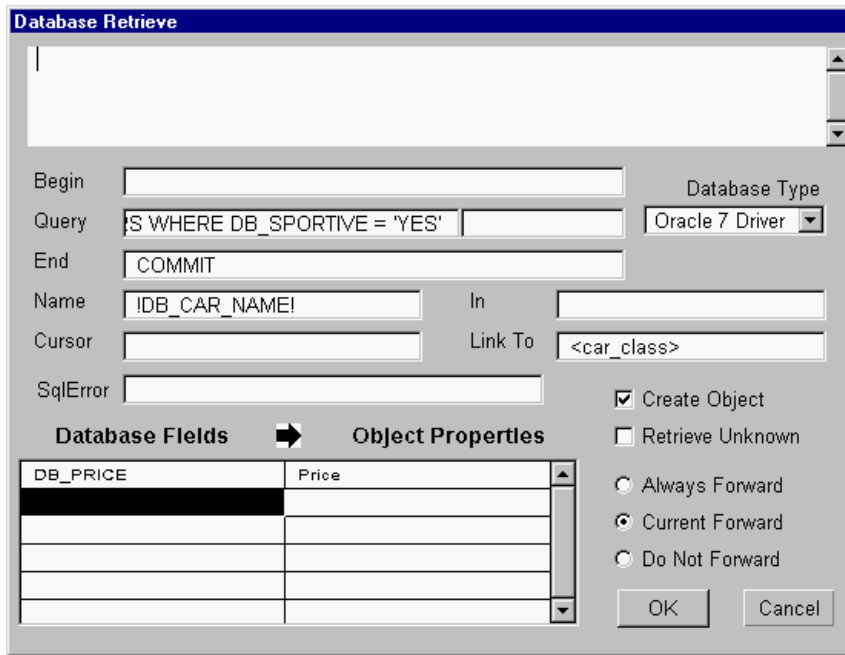 Database Retrieve
Begin
Database Type
Query WHERE DB_SPORTIVE = 'YES' Oracle 7 Driver
End COMMIT
Name !DB_CAR_NAME! In
Cursor Link To <car_class>
SqlError
Create Object
Database Fields Object Properties Retrieve Unknown
DB_PRICE Price
Always Forward
Current Forward
Do Not Forward
OK Cancel